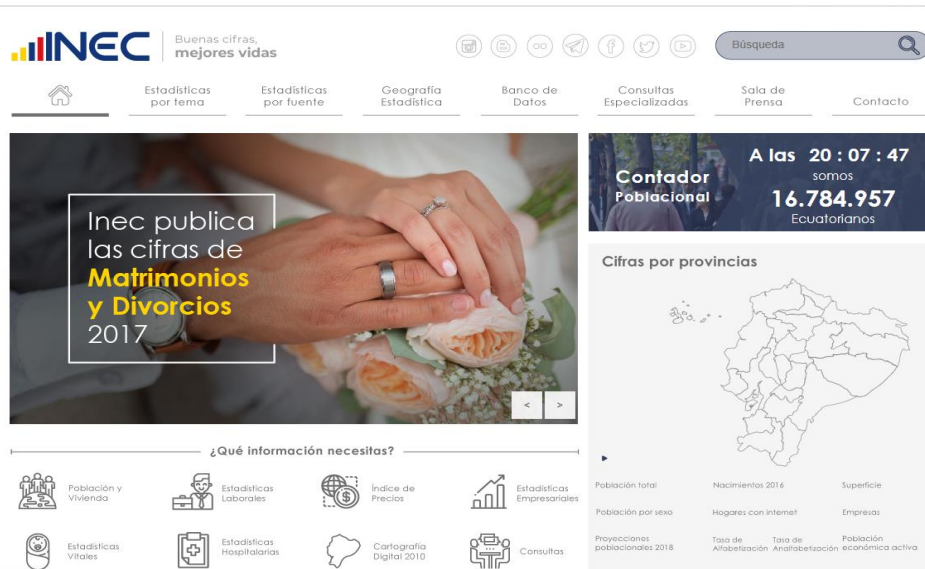 INEC
Buenas cifras,
mejores vidas
Búsqueda
Estadísticas
por tema
Estadísticas
por fuente
Geografía
Estadística
Banco de
Datos
Consultas
Especializadas
Sala de
Prensa
Contacto
Inec publica
las cifras de
Matrimonios
y Divorcios
2017
< >
Contador
Poblacional
A las 20 : 07 : 47
somos
16.784.957
Ecuatorianos
Cifras por provincias
Población total
Nacimientos 2016
Superficie
Población por sexo
Hogares con internet
Empresas
Proyecciones
poblacionales 2018
Tasa de
Alfabetización
Tasa de
Analfabetización
Población
económica activa
¿Qué información necesitas?
Población y
Vivienda
Estadísticas
Laborales
Índice de
Precios
Estadísticas
Empresariales
Estadísticas
Vitales
Estadísticas
Hospitalarias
Cartografía
Digital 2010
Consultas